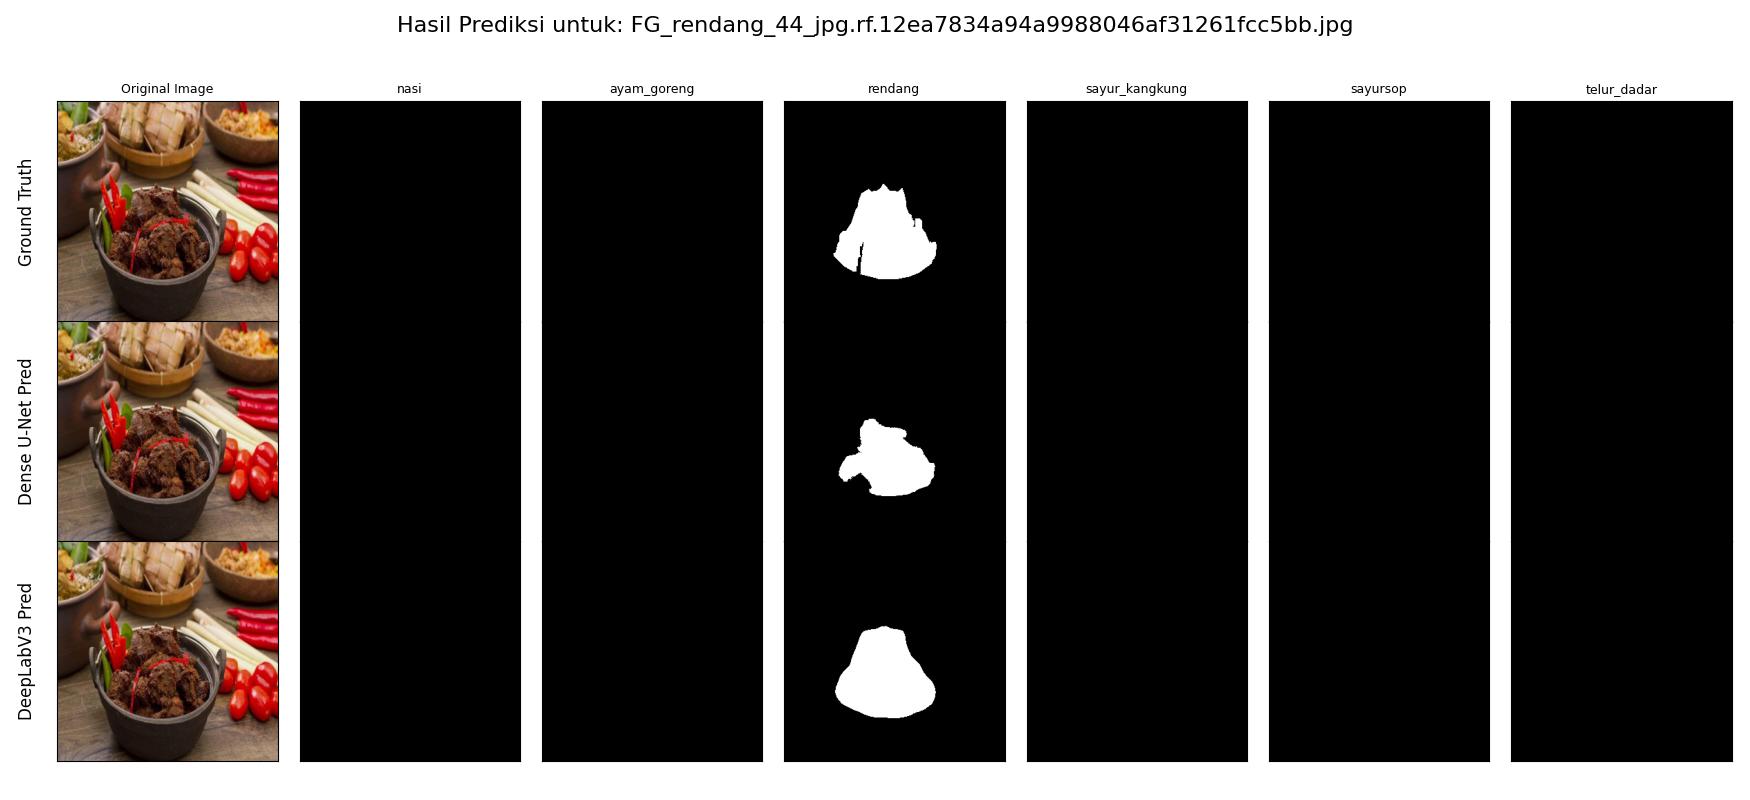 Hasil Prediksi untuk: FG_rendang_44_jpg.rf.12ea7834a94a9988046af31261fcc5bb.jpg
Original Image
nasi
ayam_goreng
rendang
sayur_kangkung
sayursop
telur_dadar
Ground Truth
Dense U-Net Pred
DeepLabV3 Pred